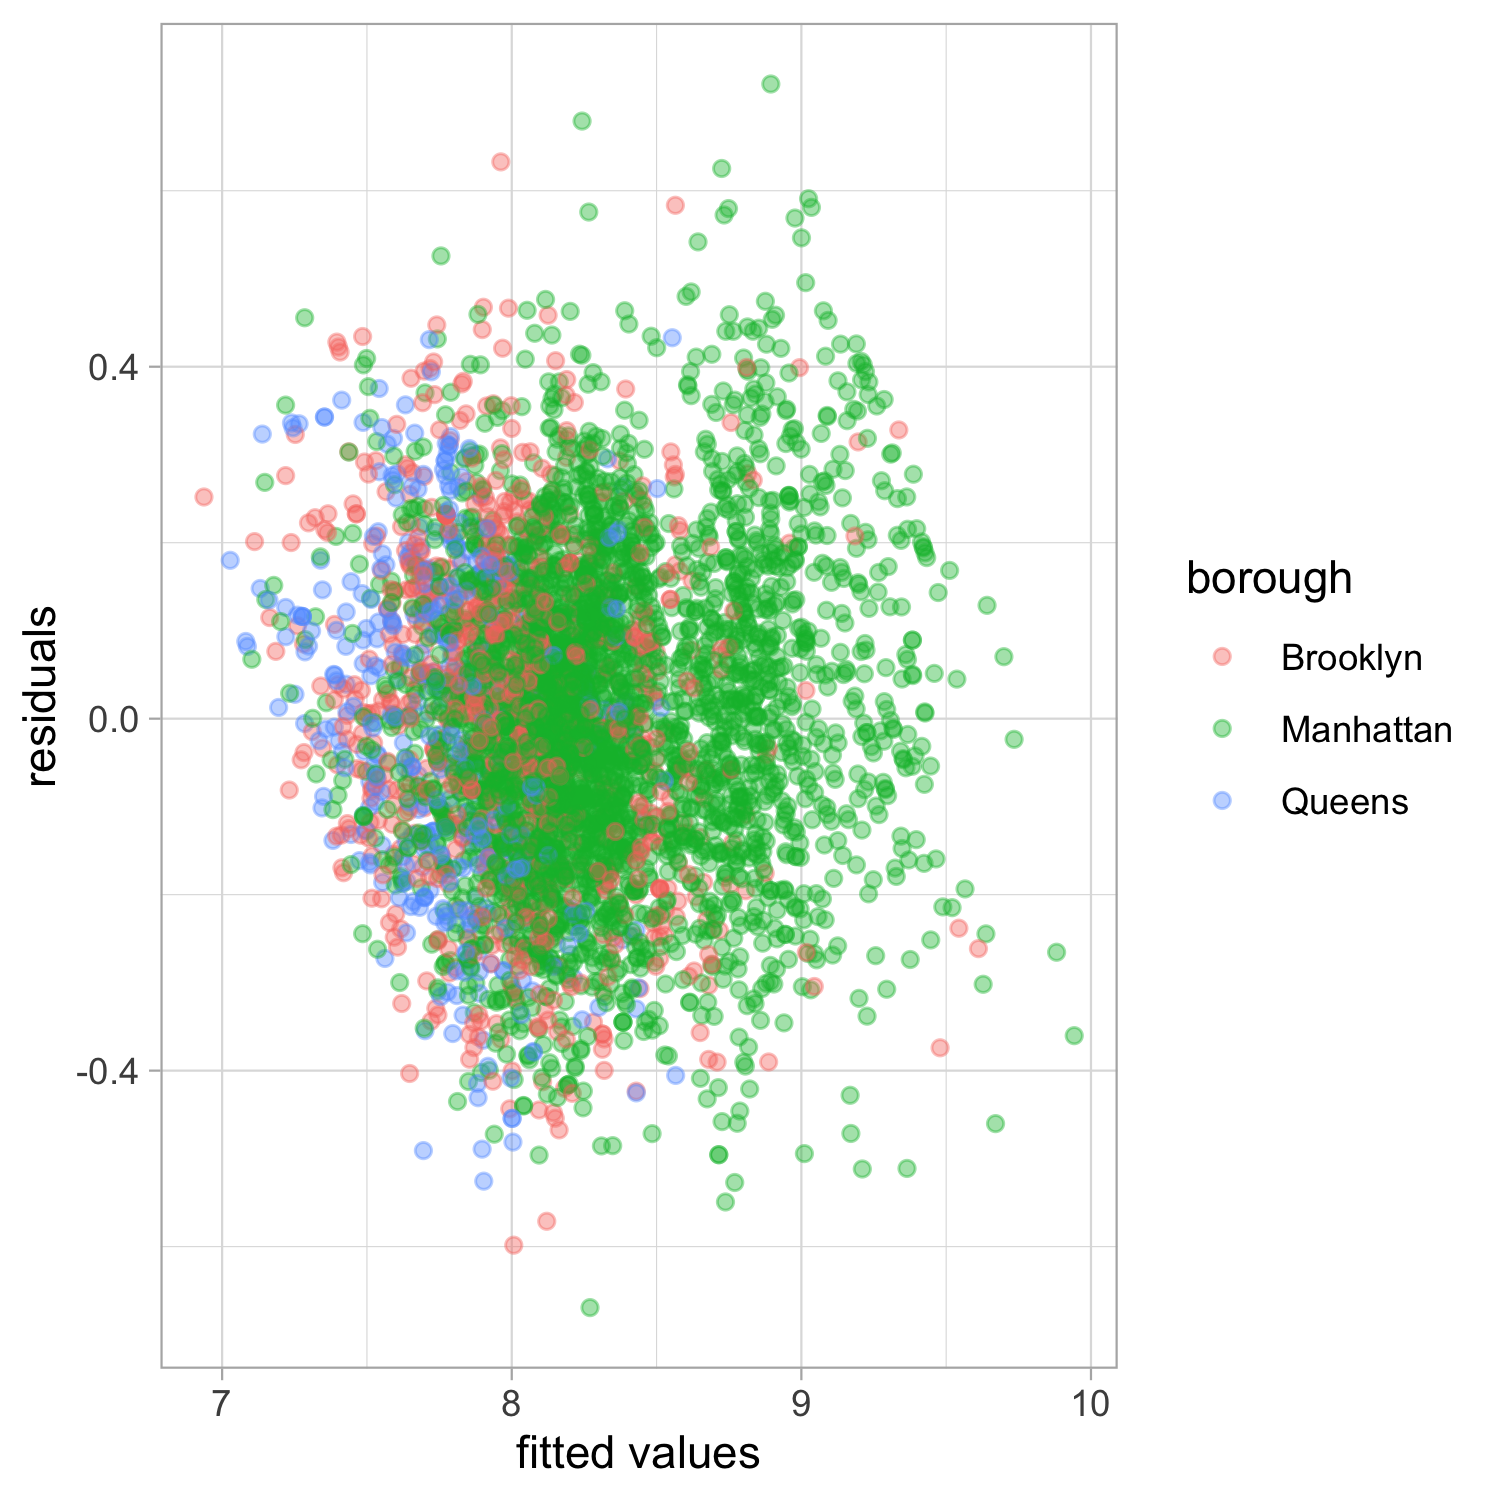 residuals
0.4
0.0
-0.4
7 8 9 10
fitted values
borough
Brooklyn
Manhattan
Queens